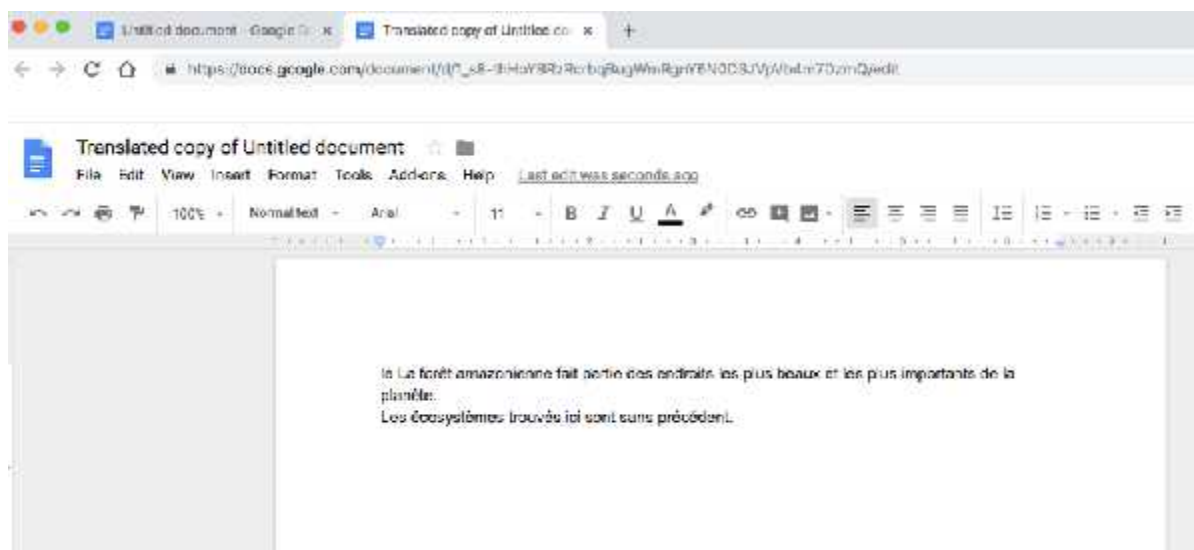 Untitled document - Google
Translated copy of Untitled
Translated copy of Untitled document
File Edit View Insert Format Tools Add-ons Help Last edit was seconds ago
100% Normal text Arial 11 B I U A
La forêt amazonienne fait partie des endroits les plus beaux et les plus importants de la
planète.
Les écosystèmes trouvés ici sont sans précédent.